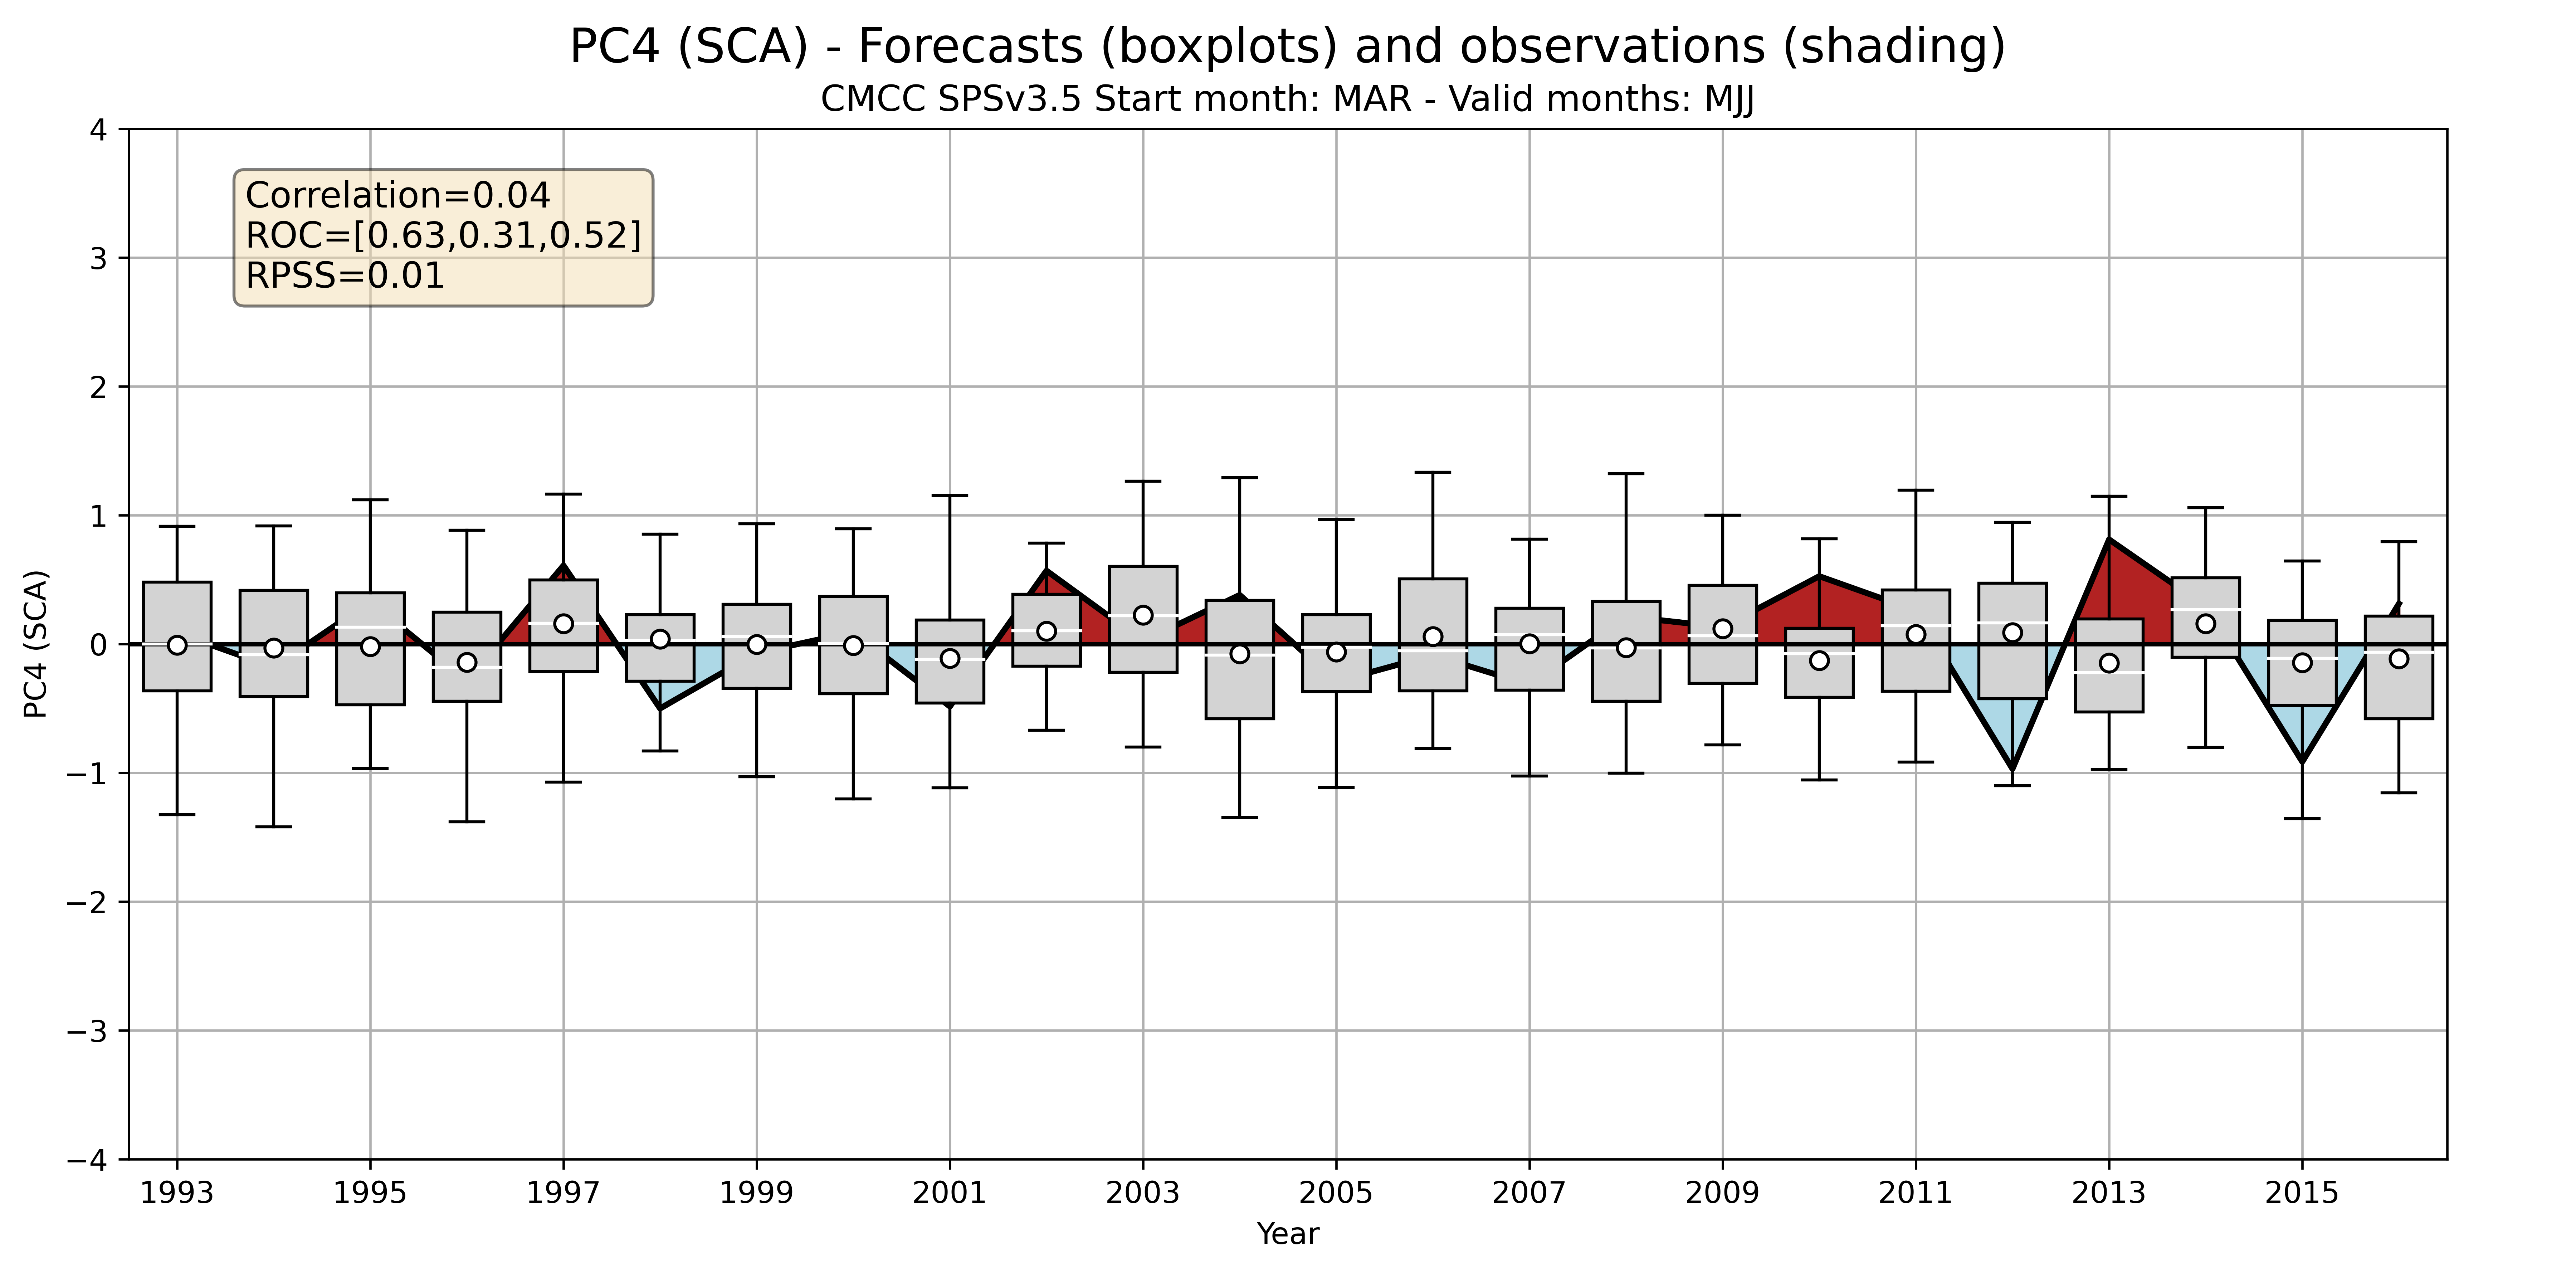 PC4 (SCA) - Forecasts (boxplots) and observations (shading)
CMCC SPSv3.5 Start month: MAR - Valid months: MJJ
Correlation=0.04
ROC=[0.63,0.31,0.52]
RPSS=0.01
PC4 (SCA)
4
3
2
1
0
−1
−2
−3
−4
1993 1995 1997 1999 2001 2003 2005 2007 2009 2011 2013 2015
Year